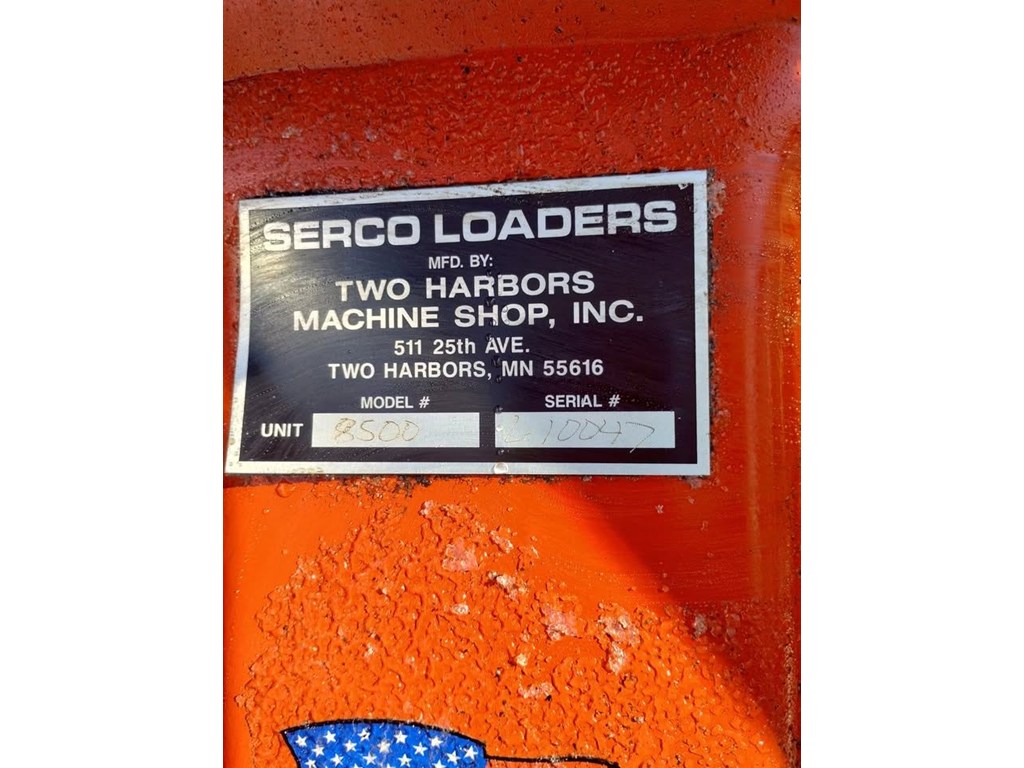 SERCO LOADERS
MFD. BY:
TWO HARBORS
MACHINE SHOP, INC.
511 25th AVE.
TWO HARBORS, MN 55616
MODEL # SERIAL #
UNIT 8500 L10047